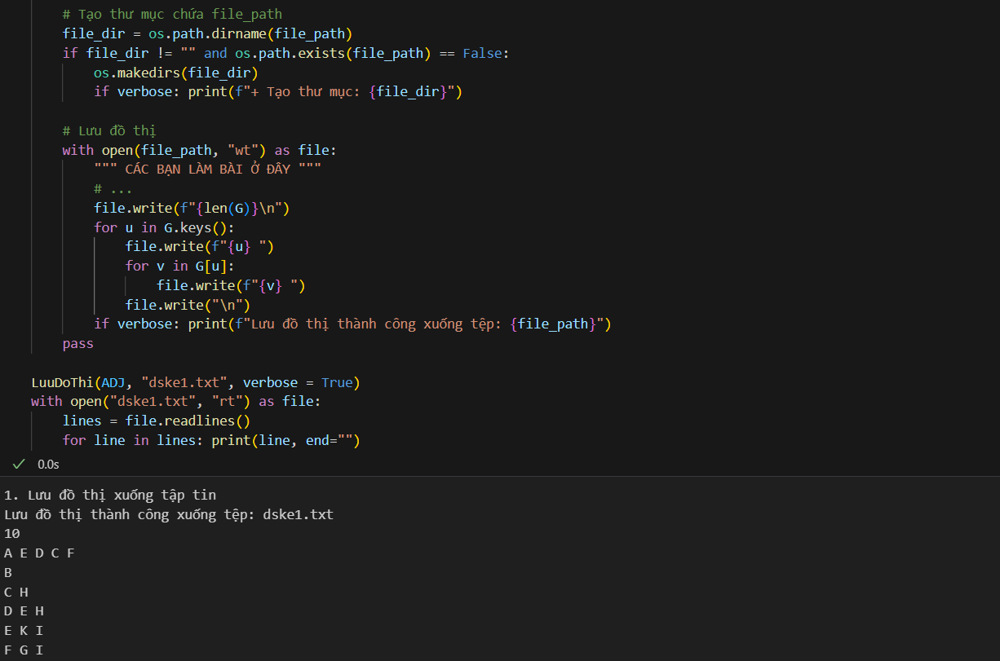 # Tạo thư mục chứa file_path
file_dir = os.path.dirname(file_path)
if file_dir != "" and os.path.exists(file_path) == False:
os.makedirs(file_dir)
if verbose: print(f"+ Tạo thư mục: {file_dir}")
# Lưu đồ thị
with open(file_path, "wt") as file:
""" CÁC BẠN LÀM BÀI Ở ĐÂY """
# ...
file.write(f"{len(G)}\n")
for u in G.keys():
file.write(f"{u} ")
for v in G[u]:
file.write(f"{v} ")
file.write("\n")
if verbose: print(f"Lưu đồ thị thành công xuống tệp: {file_path}")
pass
LuuDoThi(ADJ, "dske1.txt", verbose = True)
with open("dske1.txt", "rt") as file:
lines = file.readlines()
for line in lines: print(line, end="")
0.0s
1. Lưu đồ thị xuống tập tin
Lưu đồ thị thành công xuống tệp: dske1.txt
10
A E D C F
B
C H
D E H
E K I
F G I